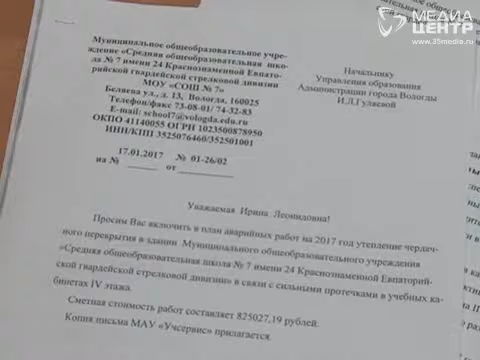 МЕДИА
ЦЕНТР
www.35media.ru
Муниципальное общеобразовательное учре-
ждение «Средняя общеобразовательная шко-
ла № 7 имени 24 Краснознаменной Евпато-
рийской гвардейской стрелковой дивизии
МОУ «СОШ № 7»
Беляева ул., д. 13, Вологда, 160025
Телефон/факс 73-08-01/ 74-32-83
E-mail: school7@vologda.edu.ru
ОКПО 41140055 ОГРН 1023500878950
ИНН/КПП 3525076460/352501001
17.01.2017 № 01-26/02
на № ______ от ______
Начальнику
Управления образования
Администрации города Вологды
И.Л.Гуляевой
Уважаемая Ирина Леонидовна!
Просим Вас включить в план аварийных работ на 2017 год утепление чердач-
ного перекрытия в здании Муниципального общеобразовательного учреждения
«Средняя общеобразовательная школа № 7 имени 24 Краснознаменной Евпаторий-
ской гвардейской стрелковой дивизии» в связи с сильными протечками в учебных ка-
бинетах IV этажа.
Сметная стоимость работ составляет 825027,19 рублей.
Копия письма МАУ «Учсервис» прилагается.